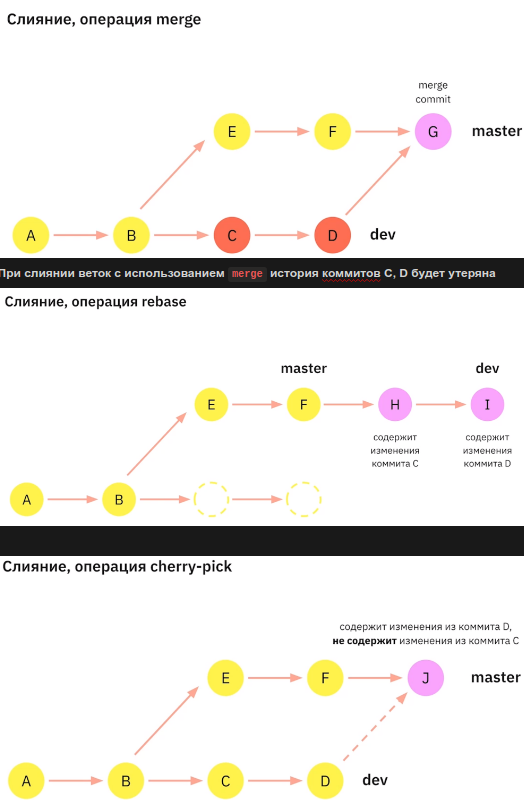 Слияние, операция merge
merge
commit
E F G master
A B C D dev
При слиянии веток с использованием merge история коммитов C, D будет утеряна
Слияние, операция rebase
master dev
E F H I
содержит содержит
изменения изменения
коммита C коммита D
A B
Слияние, операция cherry-pick
содержит изменения из коммита D,
не содержит изменения из коммита C
E F J master
A B C D dev